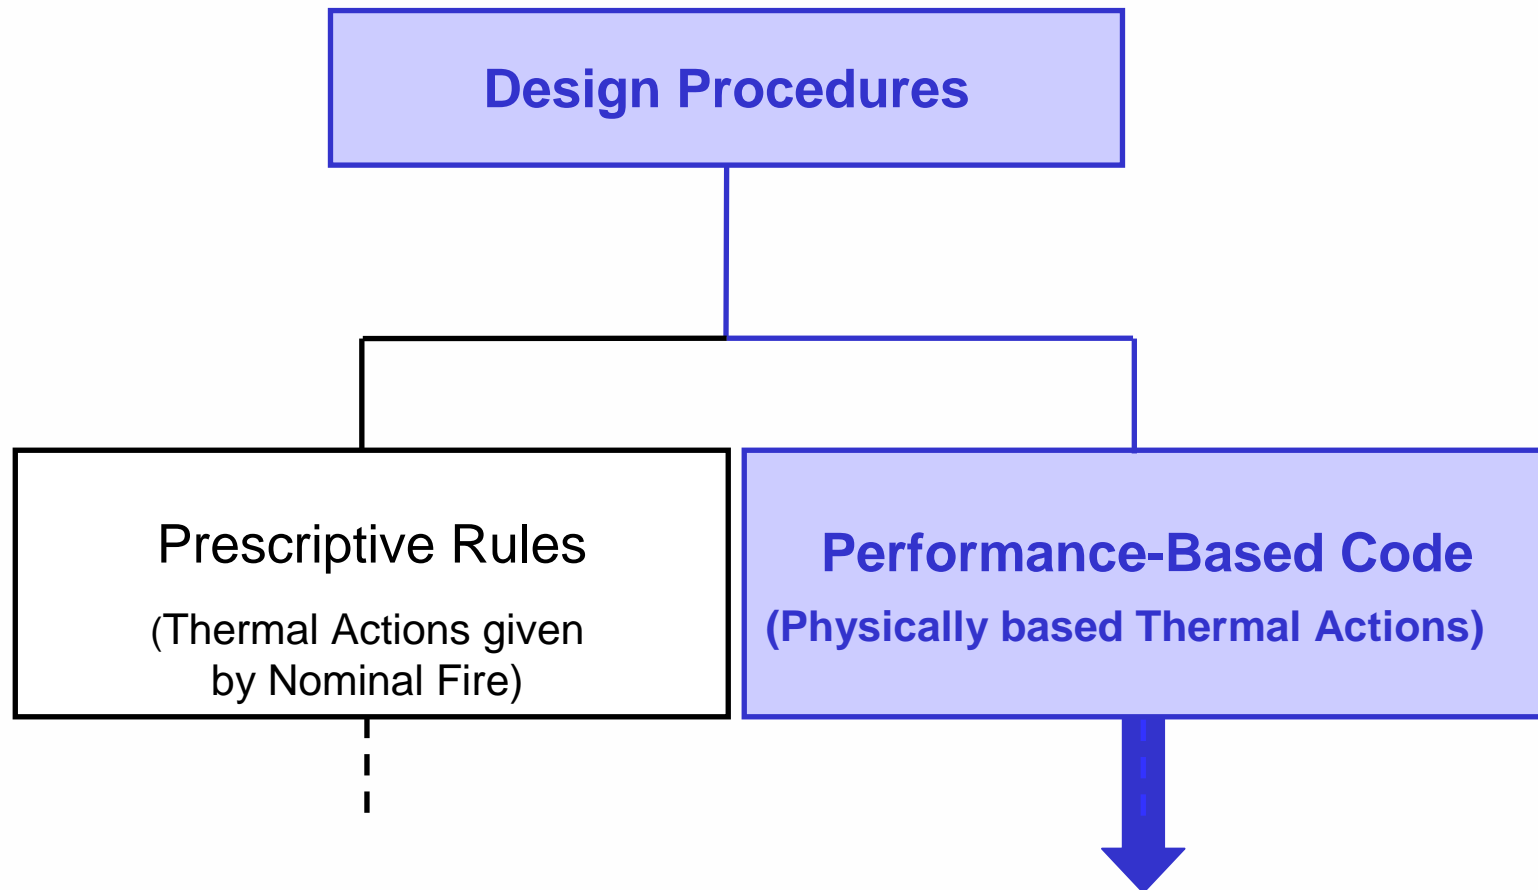 Design Procedures
Prescriptive Rules
(Thermal Actions given
by Nominal Fire)
Performance-Based Code
(Physically based Thermal Actions)